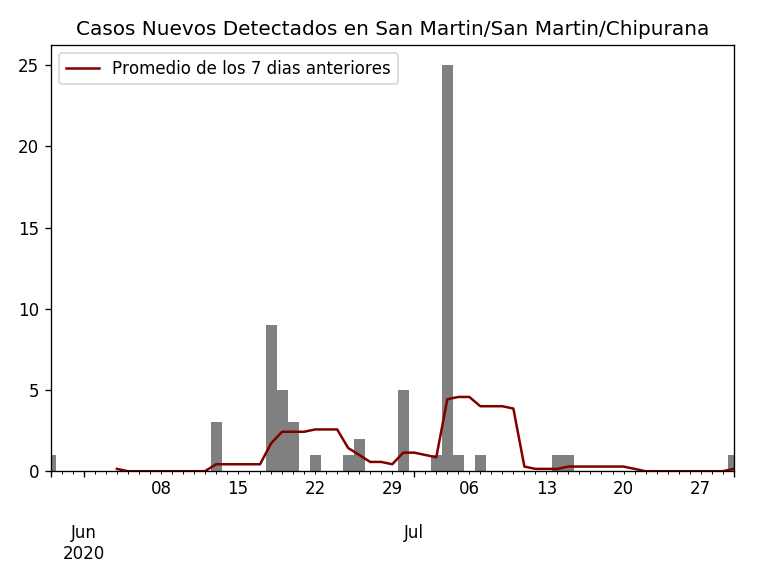 Casos Nuevos Detectados en San Martin/San Martin/Chipurana
Promedio de los 7 dias anteriores
25
20
15
10
5
0
08 15 22 29 06 13 20 27
Jun Jul
2020